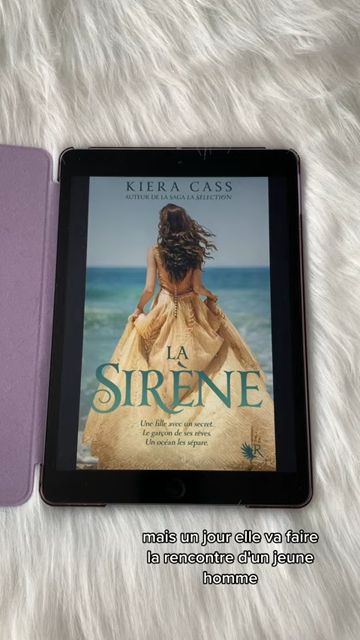 KIERA CASS
AUTEUR DE LA SAGA LA SÉLECTION
LA
SIRÈNE
Une fille avec un secret.
Le garçon de ses rêves.
Un océan les sépare.
R
mais un jour elle va faire
la rencontre d'un jeune
homme